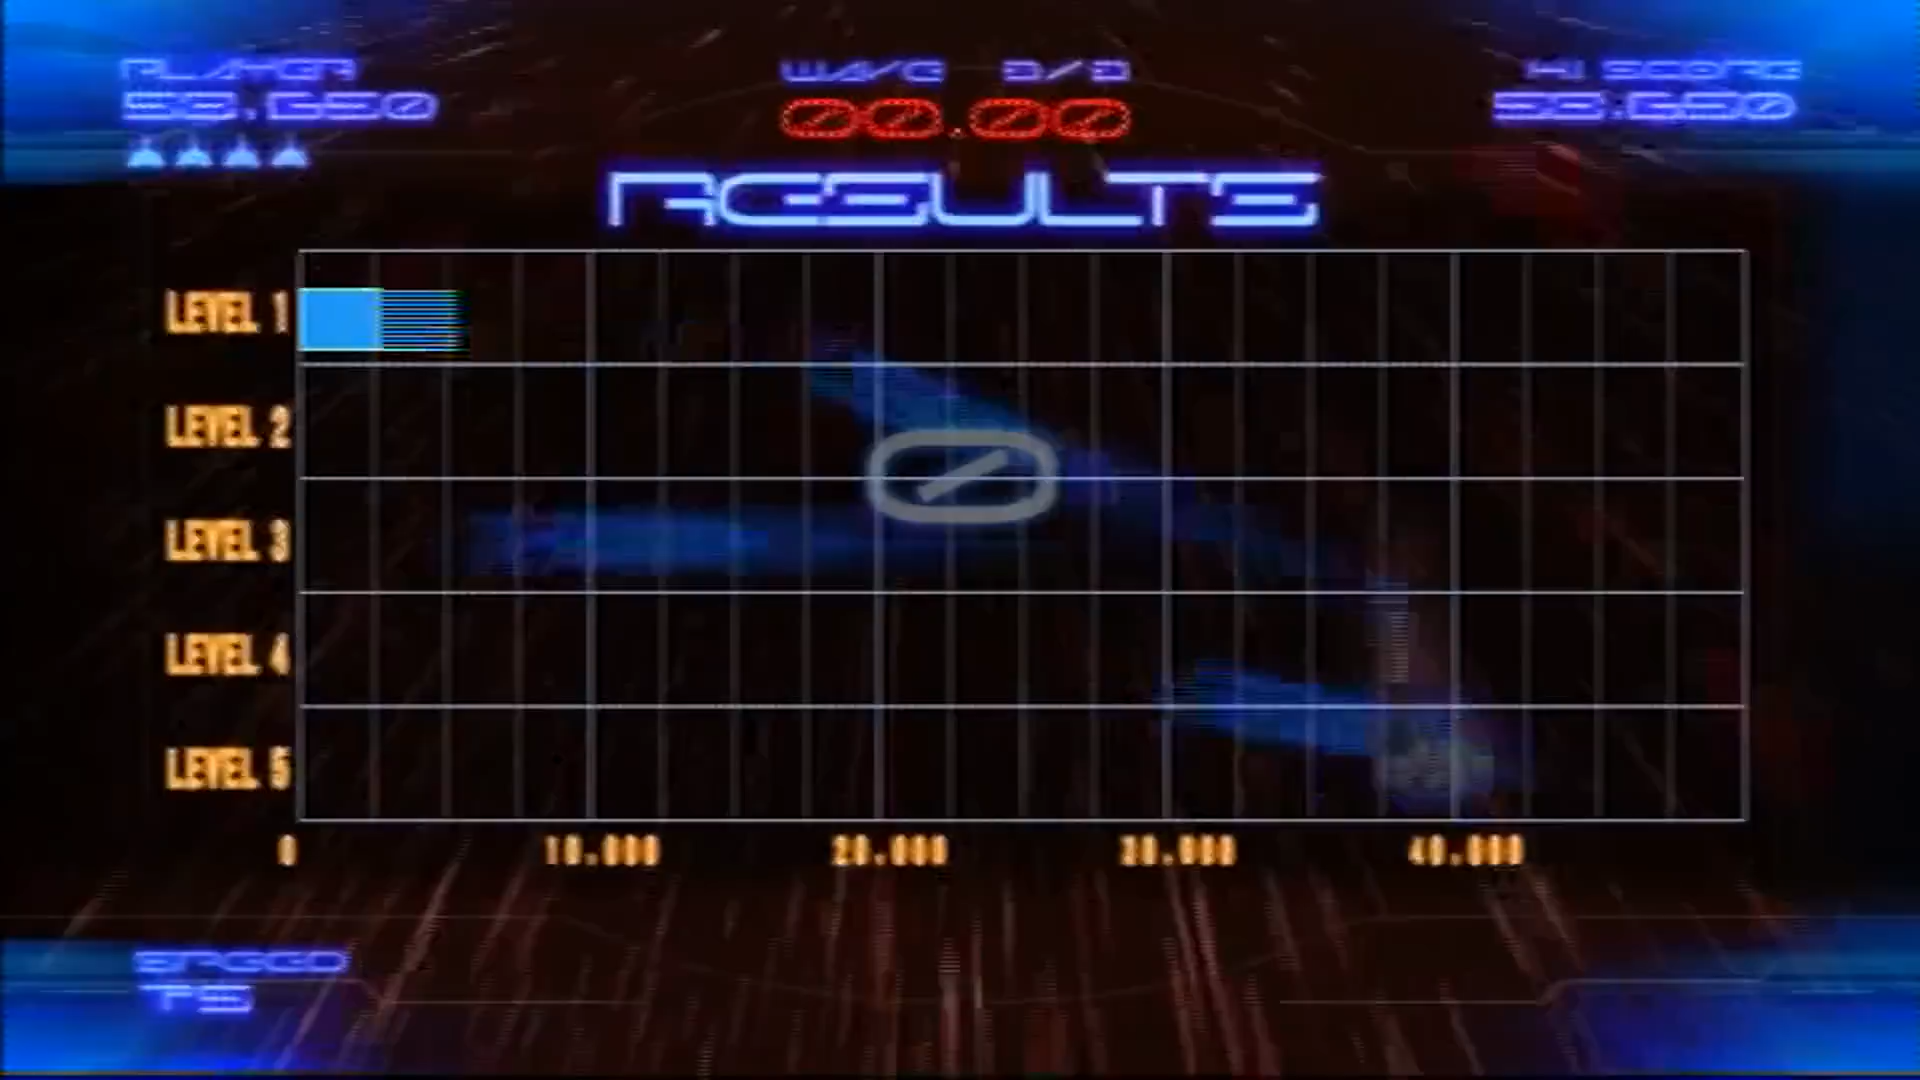 PLAYER
WAVE
HI SCORE
00.00
RESULTS
LEVEL 1
LEVEL 2
0
LEVEL 3
LEVEL 4
LEVEL 5
0 10.000 20.000 30.000 40.000
SPEED